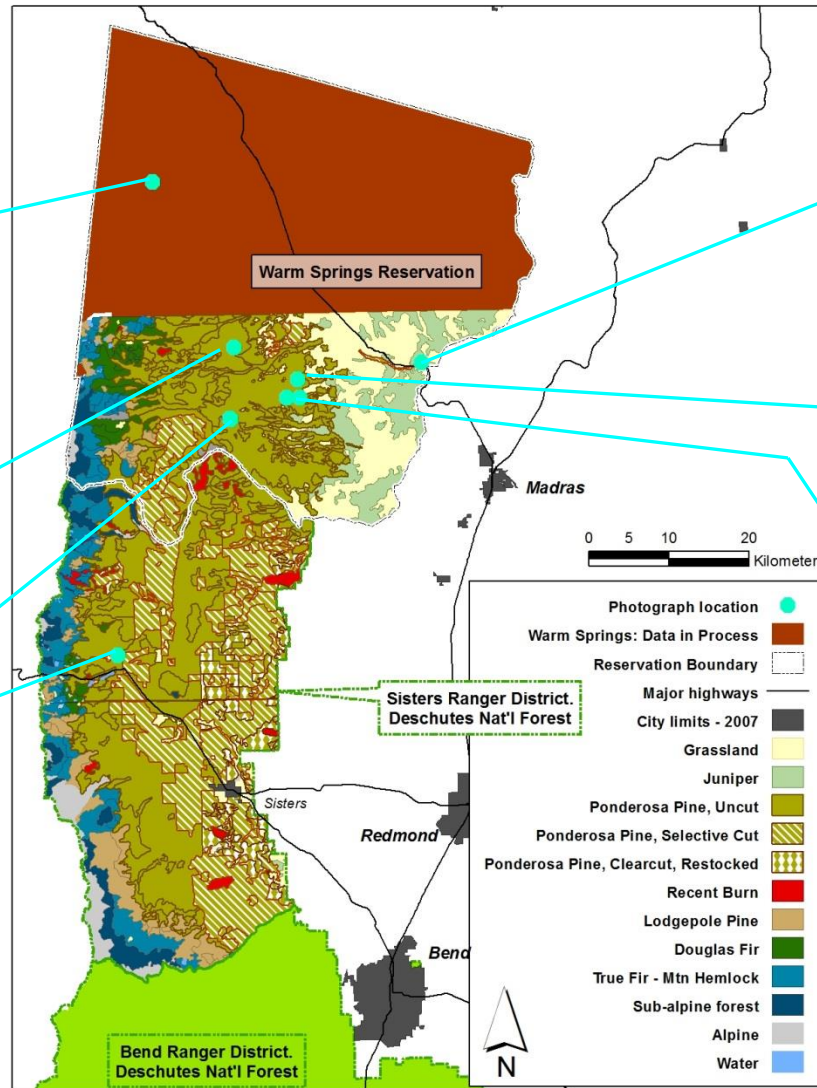 Warm Springs Reservation
Madras
0 10 20
Kilometer
Photograph location
Warm Springs: Data in Process
Reservation Boundary
Major highways
City limits - 2007
Grassland
Juniper
Ponderosa Pine, Uncut
Ponderosa Pine, Selective Cut
Ponderosa Pine, Clearcut, Restocked
Recent Burn
Lodgepole Pine
Douglas Fir
True Fir - Mtn Hemlock
Sub-alpine forest
Alpine
Water
Sisters Ranger District.
Deschutes Nat'l Forest
Sisters
Redmond
Bend
N
Bend Ranger District.
Deschutes Nat'l Forest